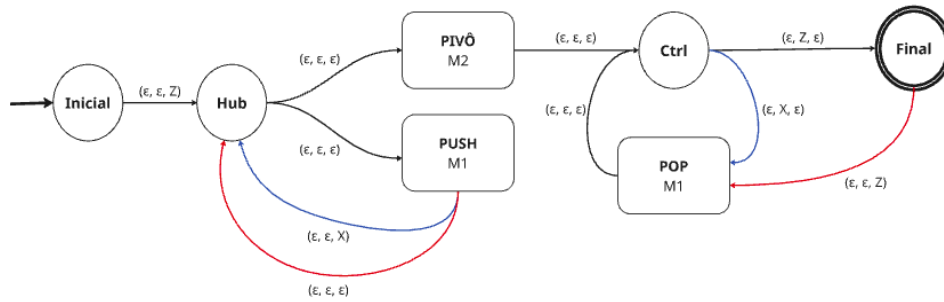 Inicial
(ε, ε, Z)
Hub
(ε, ε, ε)
(ε, ε, ε)
PIVÔ
M2
PUSH
M1
(ε, ε, X)
(ε, ε, ε)
(ε, ε, ε)
Ctrl
(ε, Z, ε)
Final
(ε, ε, ε)
(ε, X, ε)
POP
M1
(ε, ε, Z)